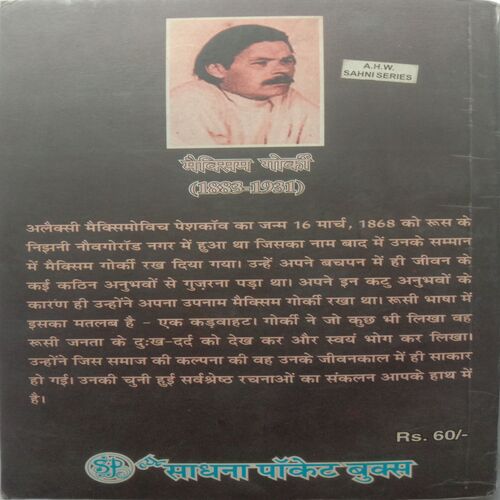 A.H.W.
SAHNI SERIES
मैक्सिम गोर्की
(1883-1931)
अलैक्सी मैक्सिमोविच पेशकॉव का जन्म 16 मार्च, 1868 को रूस के
निझनी नौवगोरॉड नगर में हुआ था जिसका नाम बाद में उनके सम्मान
में मैक्सिम गोर्की रख दिया गया। उन्हें अपने बचपन में ही जीवन के
कई कठिन अनुभवों से गुज़रना पड़ा था। अपने इन कटु अनुभवों के
कारण ही उन्होंने अपना उपनाम मैक्सिम गोर्की रखा था। रूसी भाषा में
इसका मतलब है – एक कड़वाहट। गोर्की ने जो कुछ भी लिखा वह
रूसी जनता के दुःख-दर्द को देख कर और स्वयं भोग कर लिखा।
उन्होंने जिस समाज की कल्पना की वह उनके जीवनकाल में ही साकार
हो गई। उनकी चुनी हुई सर्वश्रेष्ठ रचनाओं का संकलन आपके हाथ में
है।
Rs. 60/-
साधना पॉकेट बुक्स